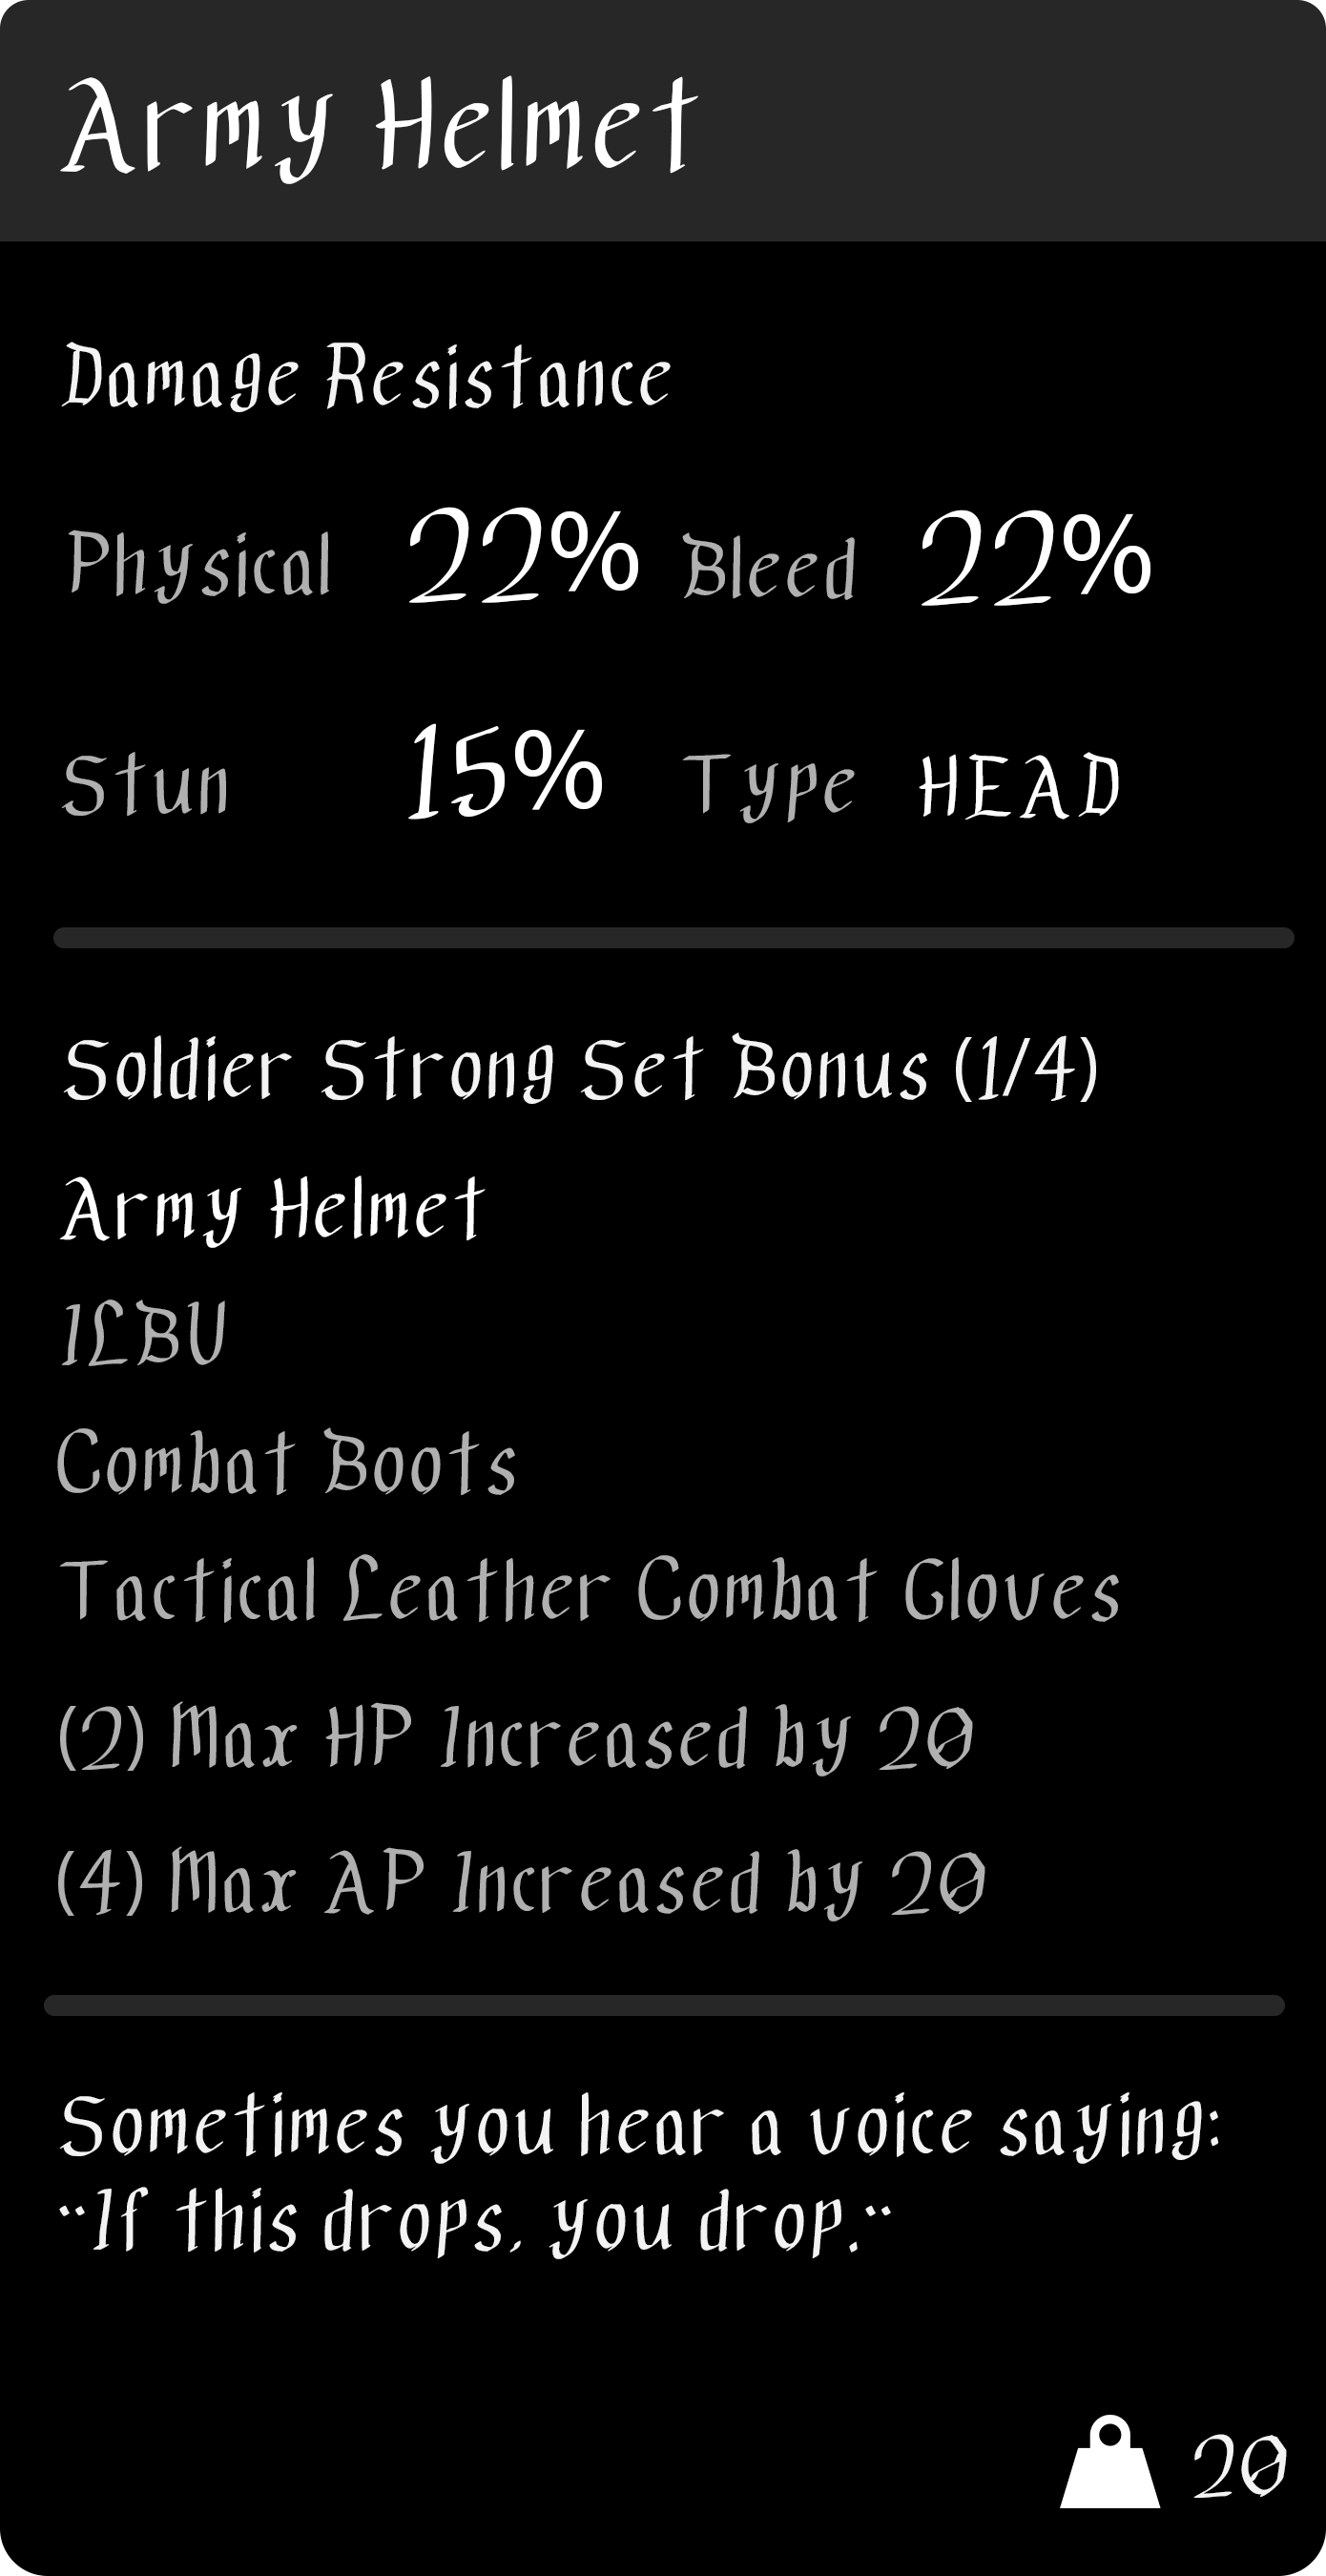 Army Helmet
Damage Resistance
Physical 22% Bleed 22%
Stun 15% Type HEAD
Soldier Strong Set Bonus (1/4)
Army Helmet
ILBU
Combat Boots
Tactical Leather Combat Gloves
(2) Max HP Increased by 20
(4) Max AP Increased by 20
Sometimes you hear a voice saying:
"If this drops, you drop."
20